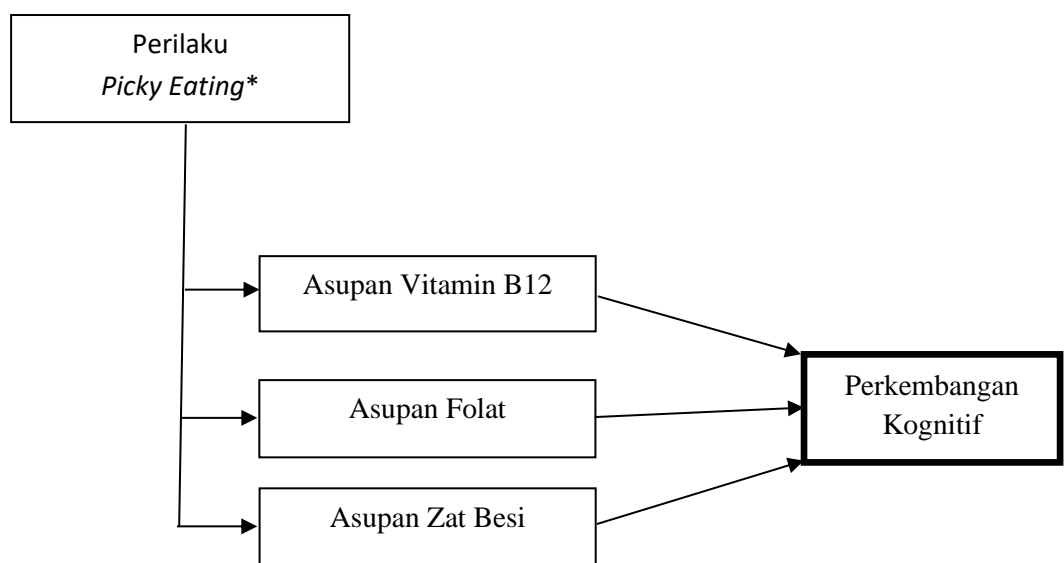 Perilaku
Picky Eating*
Asupan Vitamin B12
Asupan Folat
Asupan Zat Besi
Perkembangan
Kognitif